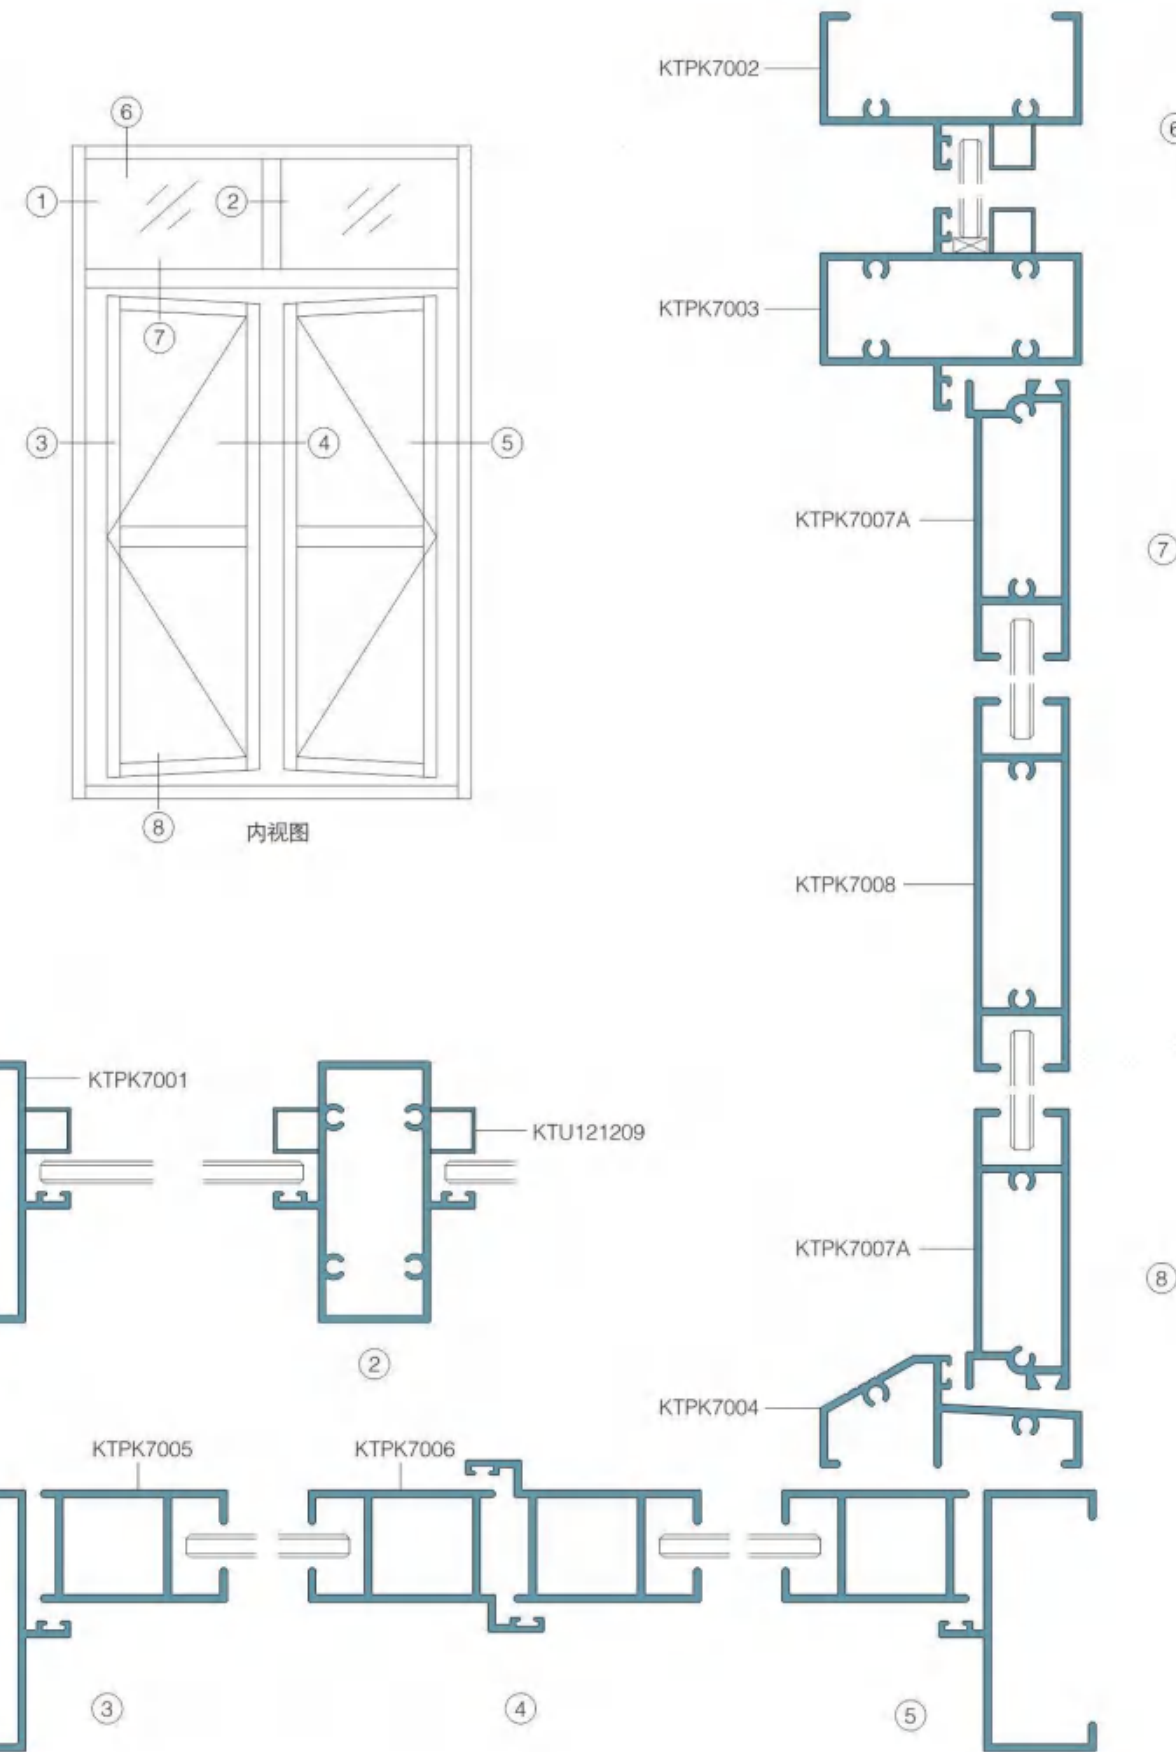 KTPK7002
⑥
⑥
①
②
KTPK7003
⑦
③
④
⑤
KTPK7007A
⑦
⑧
内视图
KTPK7008
KTPK7001
KTU121209
KTPK7007A
⑧
②
KTPK7004
KTPK7005
KTPK7006
③
④
⑤